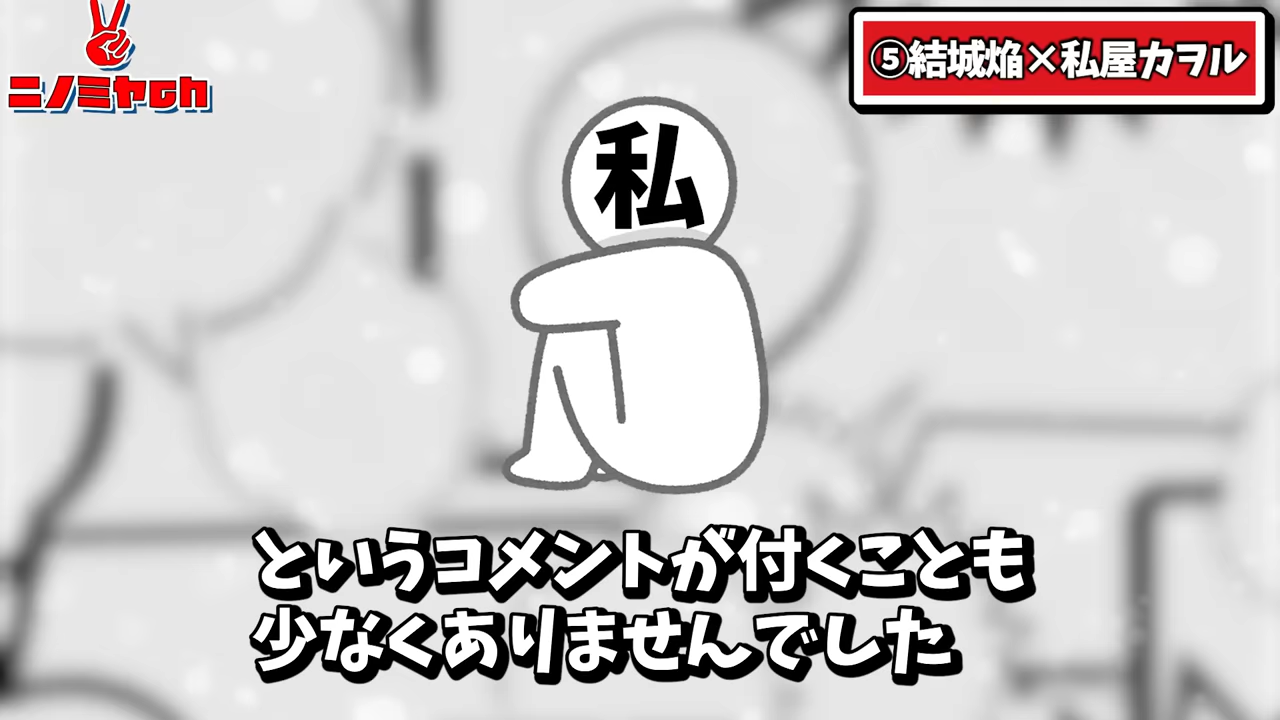 ニノミヤch
⑤結城焔×私屋カヲル
私
というコメントが付くことも
少なくありませんでした